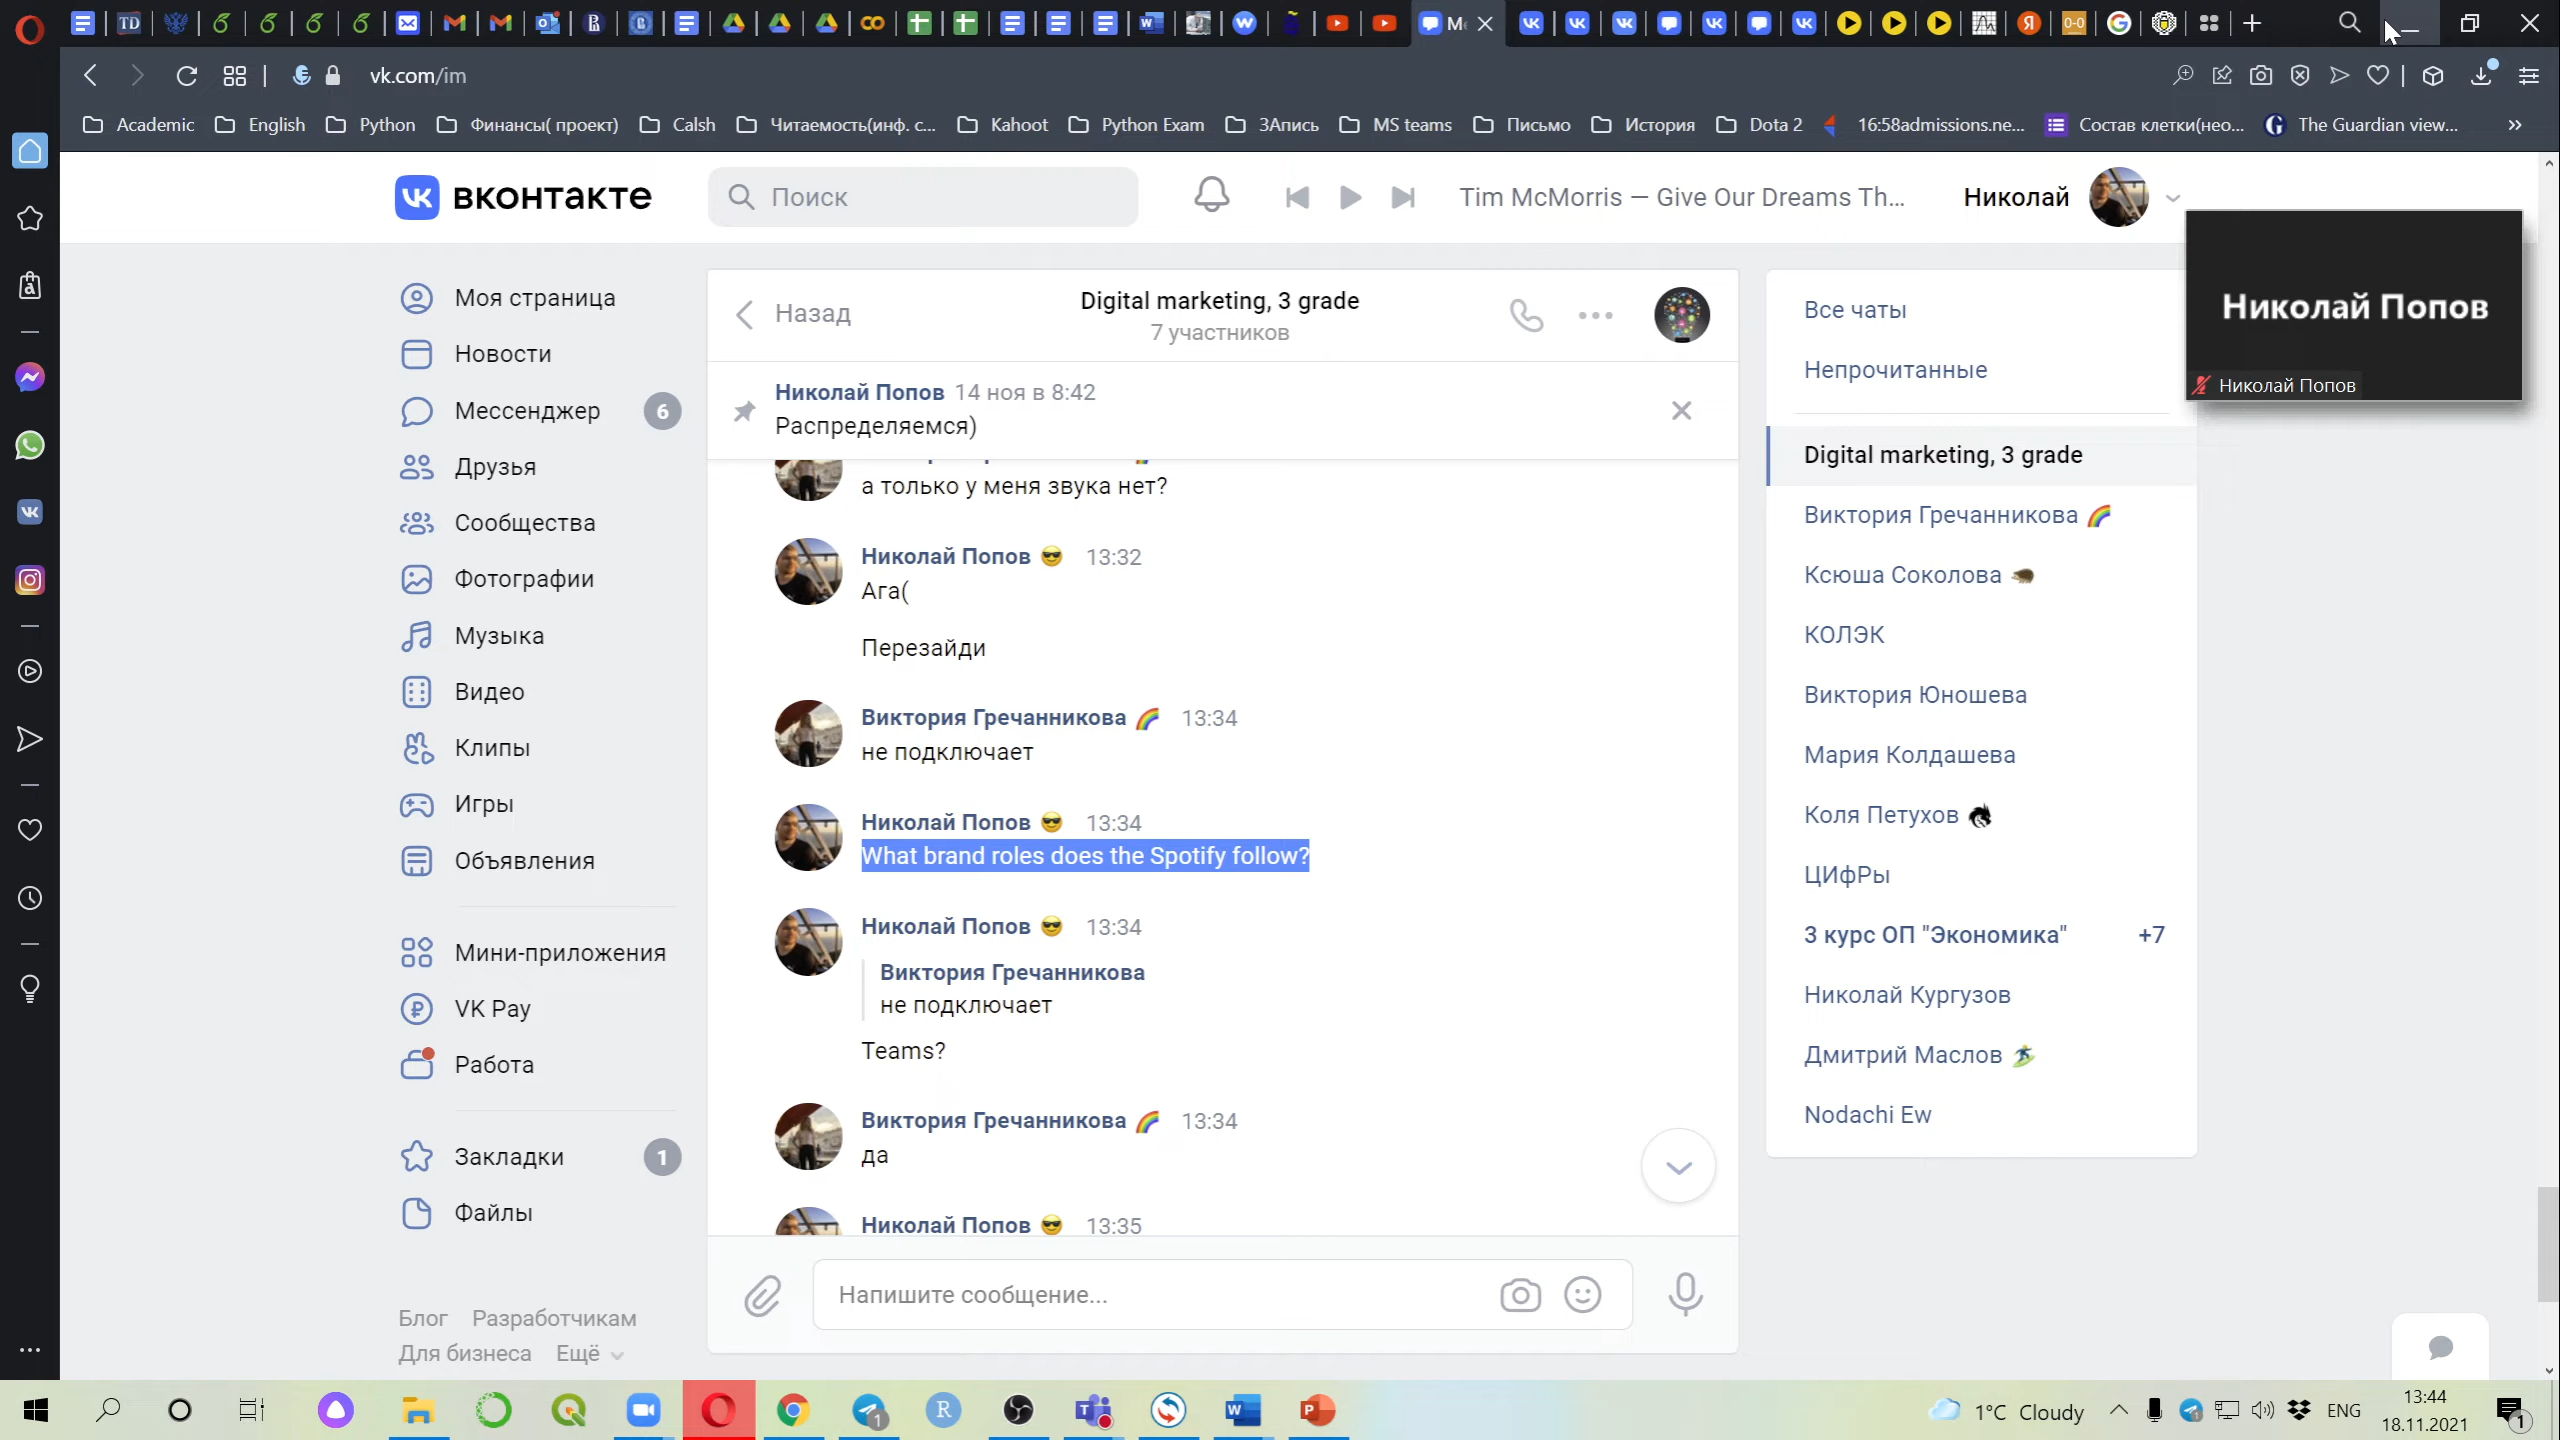 vk.com/im
Academic
English
Python
Финансы( проект)
Calsh
Читаемость(инф. с...
Kahoot
Python Exam
ЗАпись
MS teams
Письмо
История
Dota 2
16:58admissions.ne...
Состав клетки(нео...
The Guardian view...
вконтакте
Поиск
Tim McMorris — Give Our Dreams Th...
Николай
Моя страница
Новости
Мессенджер 6
Друзья
Сообщества
Фотографии
Музыка
Видео
Клипы
Игры
Объявления
Мини-приложения
VK Pay
Работа
Закладки 1
Файлы
Блог Разработчикам
Для бизнеса Ещё
Назад
Digital marketing, 3 grade
7 участников
Николай Попов 14 ноя в 8:42
Распределяемся)
а только у меня звука нет?
Николай Попов 13:32
Ага(
Перезайди
Виктория Гречанникова 13:34
не подключает
Николай Попов 13:34
What brand roles does the Spotify follow?
Николай Попов 13:34
Виктория Гречанникова
не подключает
Teams?
Виктория Гречанникова 13:34
да
Николай Попов 13:35
Напишите сообщение...
Все чаты
Непрочитанные
Digital marketing, 3 grade
Виктория Гречанникова
Ксюша Соколова
КОЛЭК
Виктория Юношева
Мария Колдашева
Коля Петухов
ЦИфРы
3 курс ОП "Экономика" +7
Николай Кургузов
Дмитрий Маслов
Nodachi Ew
Николай Попов
Николай Попов
1°C Cloudy
ENG
13:44
18.11.2021
1